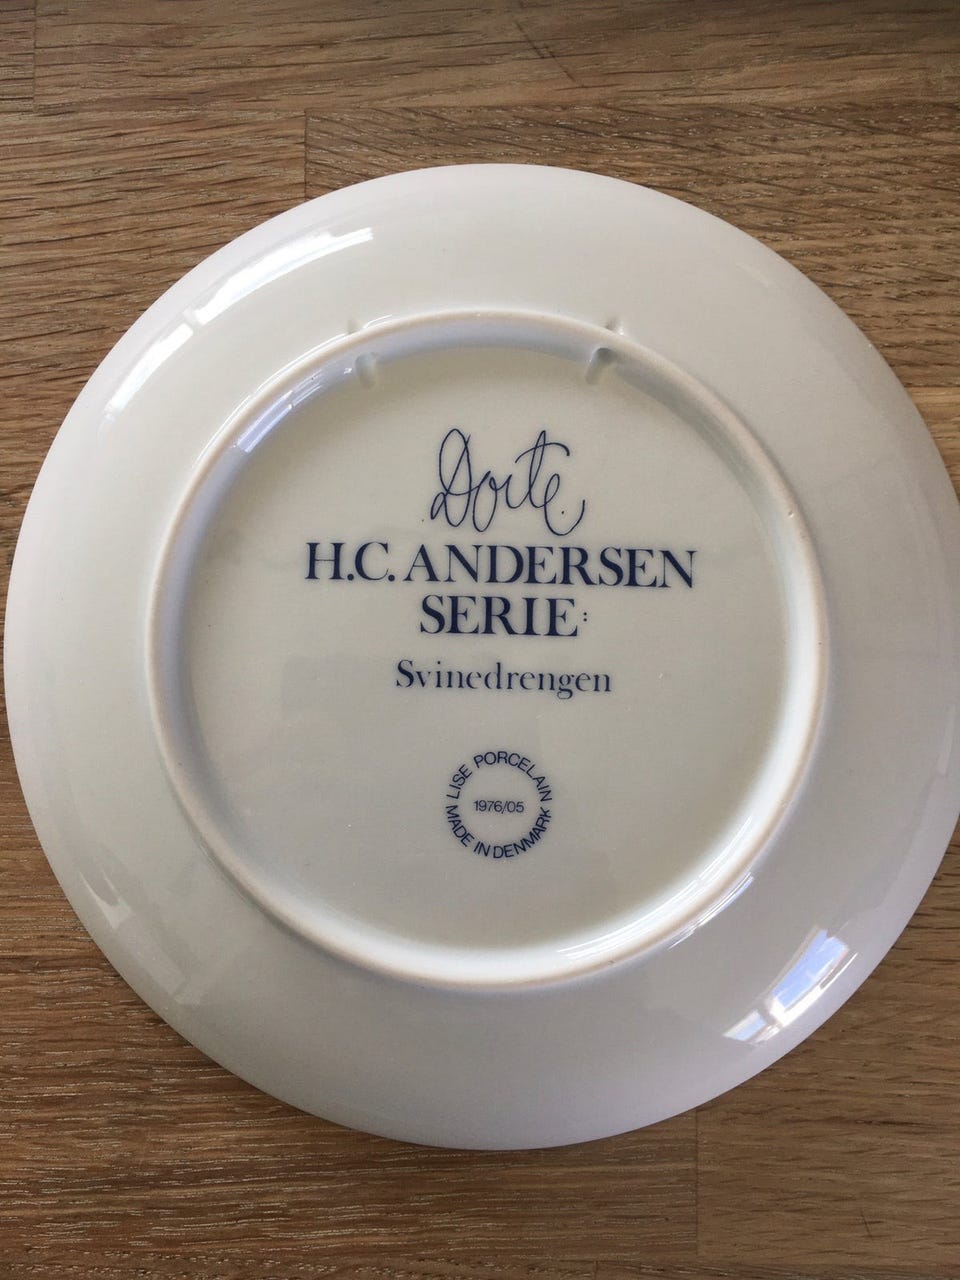 Dorte.
H.C. ANDERSEN
SERIE:
Svinedrengen
LISE PORCELAIN
1976/05
MADE IN DENMARK